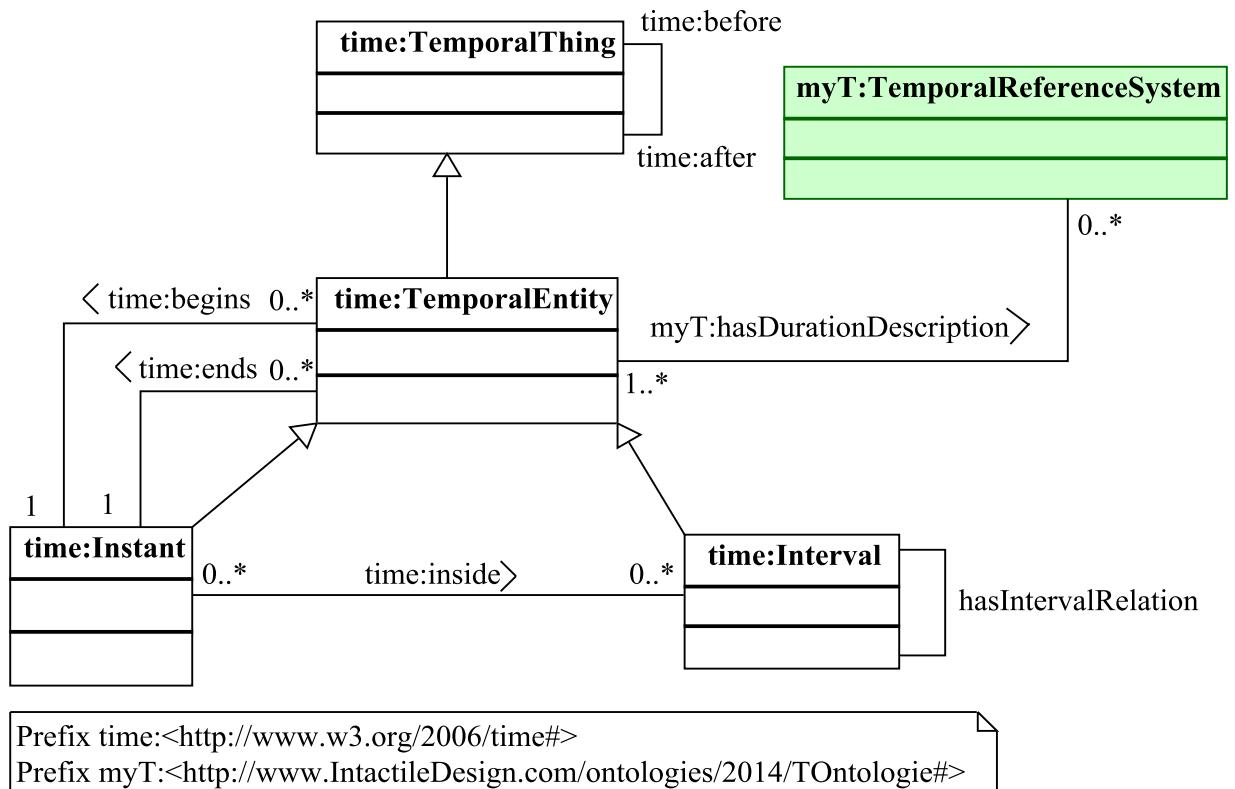 time:before
time:TemporalThing
myT:TemporalReferenceSystem
time:after
0..*
< time:begins 0..*
time:TemporalEntity
myT:hasDurationDescription>
< time:ends 0..*
1..*
1
1
time:Instant
time:Interval
0..*
time:inside>
0..*
hasIntervalRelation
Prefix time:<http://www.w3.org/2006/time#>
Prefix myT:<http://www.IntactileDesign.com/ontologies/2014/TOntologie#>